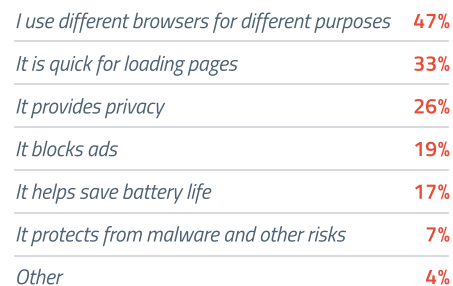 I use different browsers for different purposes 47%
It is quick for loading pages 33%
It provides privacy 26%
It blocks ads 19%
It helps save battery life 17%
It protects from malware and other risks 7%
Other 4%